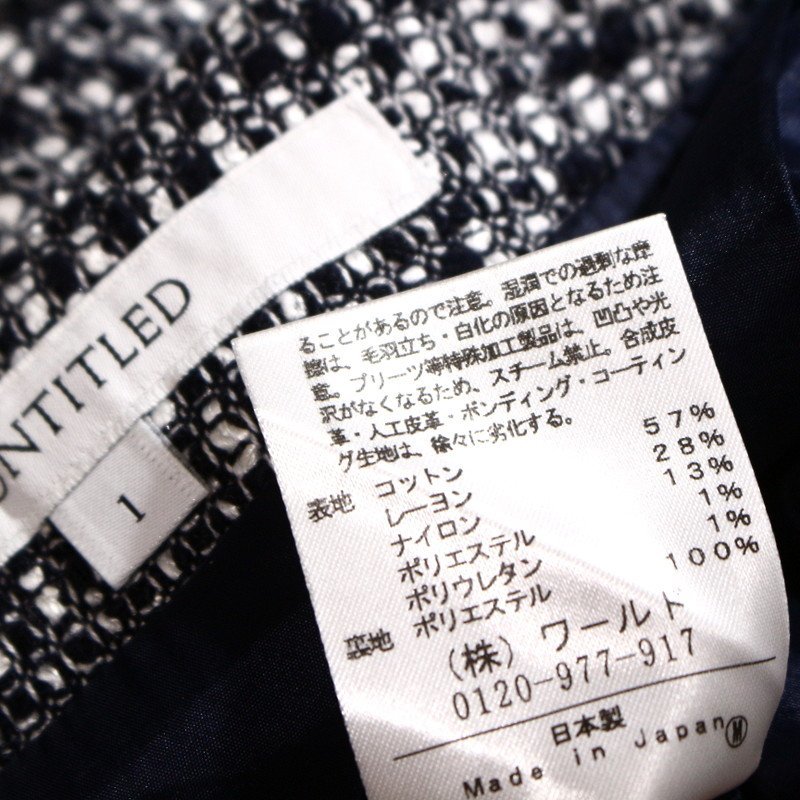 UNTITLED
1
ることがあるので注意。湿潤での過剰な摩
擦は、毛羽立ち・白化の原因となるため注
意。プリーツ等特殊加工製品は、凹凸や光
沢がなくなるため、スチーム禁止。合成皮
革・人工皮革・ボンディング・コーティン
グ生地は、徐々に劣化する。
表地 コットン 57%
レーヨン 28%
ナイロン 13%
ポリエステル 1%
ポリウレタン 1%
裏地 ポリエステル 100%
(株) ワールド
0120-977-917
日本製
Made in Japan Ⓜ